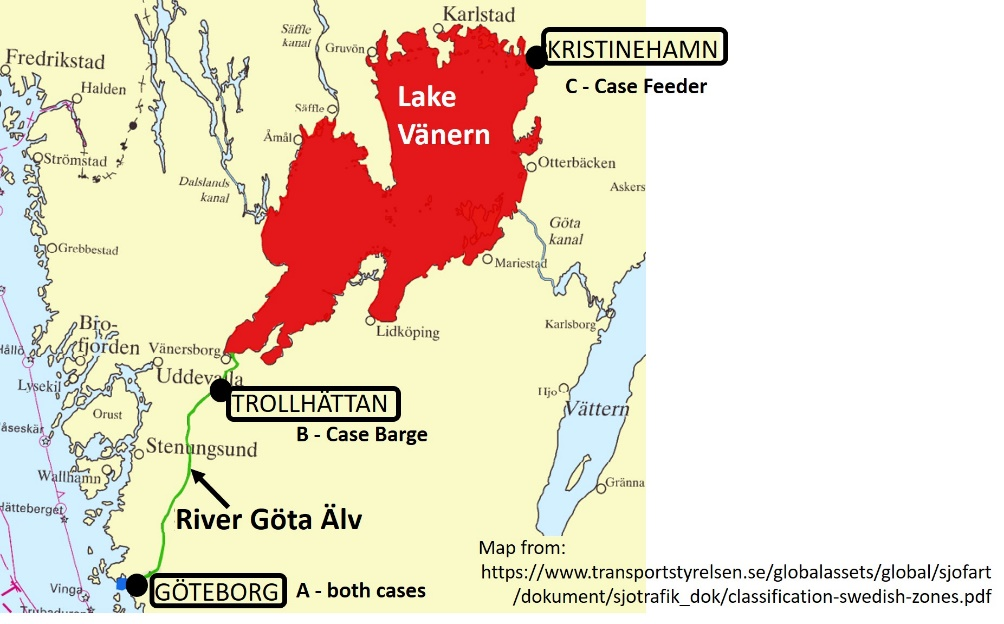 Karlstad
Säffle
kanal
Gruvön
KRISTINEHAMN
Fredrikstad
C - Case Feeder
Halden
Lake
Vänern
Säffle
Åmål
Strömstad
Otterbäcken
Dalslands
kanal
Askers
Göta
kanal
Grebbestad
Mariestad
Bro-
fjorden
Lidköping
Karlsborg
Vänersborg
Hållö
Uddevalla
Lysekil
TROLLHÄTTAN
Hjo
Vättern
Orust
B - Case Barge
åseskär
Stenungsund
Wallhamn
Gränna
Hätteberget
River Göta Älv
Map from:
https://www.transportstyrelsen.se/globalassets/global/sjofart
/dokument/sjotrafik_dok/classification-swedish-zones.pdf
Vinga
GÖTEBORG
A - both cases